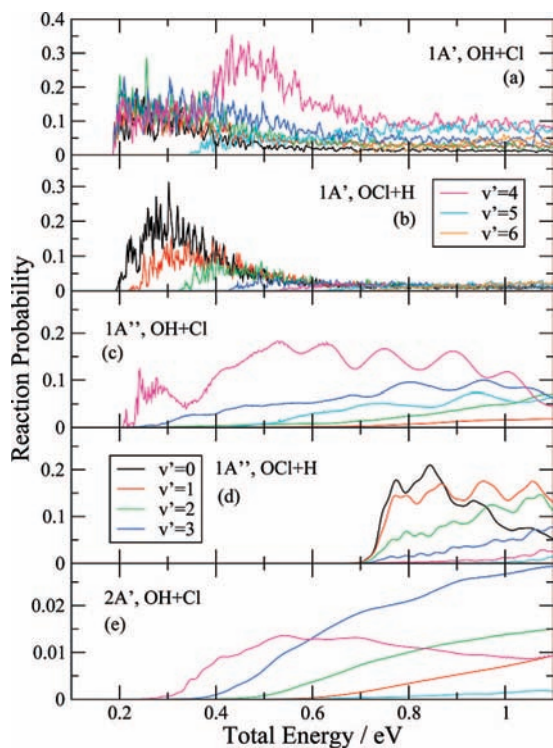 1A', OH+Cl
(a)
0.4
0.3
0.2
0.1
0
1A', OCl+H
(b)
v'=4
v'=5
v'=6
0.3
0.2
0.1
0
Reaction Probability
1A'', OH+Cl
(c)
0.2
0.1
0
v'=0
v'=1
v'=2
v'=3
1A'', OCl+H
(d)
0.2
0.1
0
2A', OH+Cl
(e)
0.02
0.01
0
0.2 0.4 0.6 0.8 1
Total Energy / eV